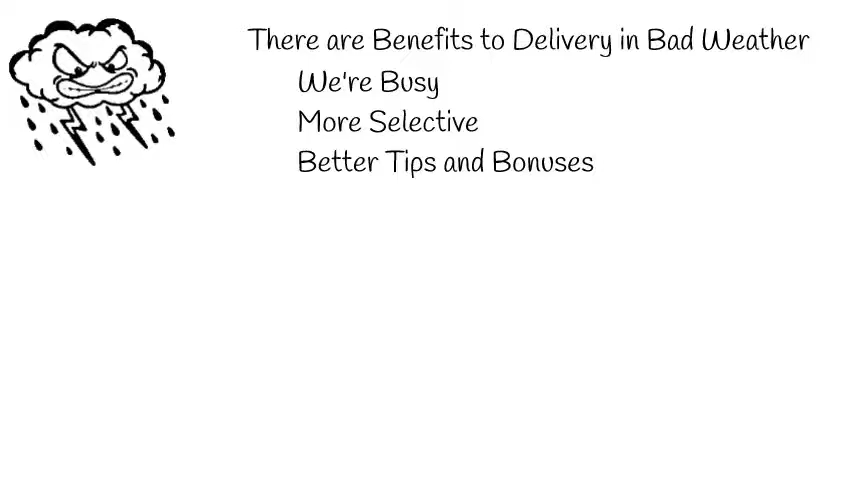 There are Benefits to Delivery in Bad Weather
We're Busy
More Selective
Better Tips and Bonuses